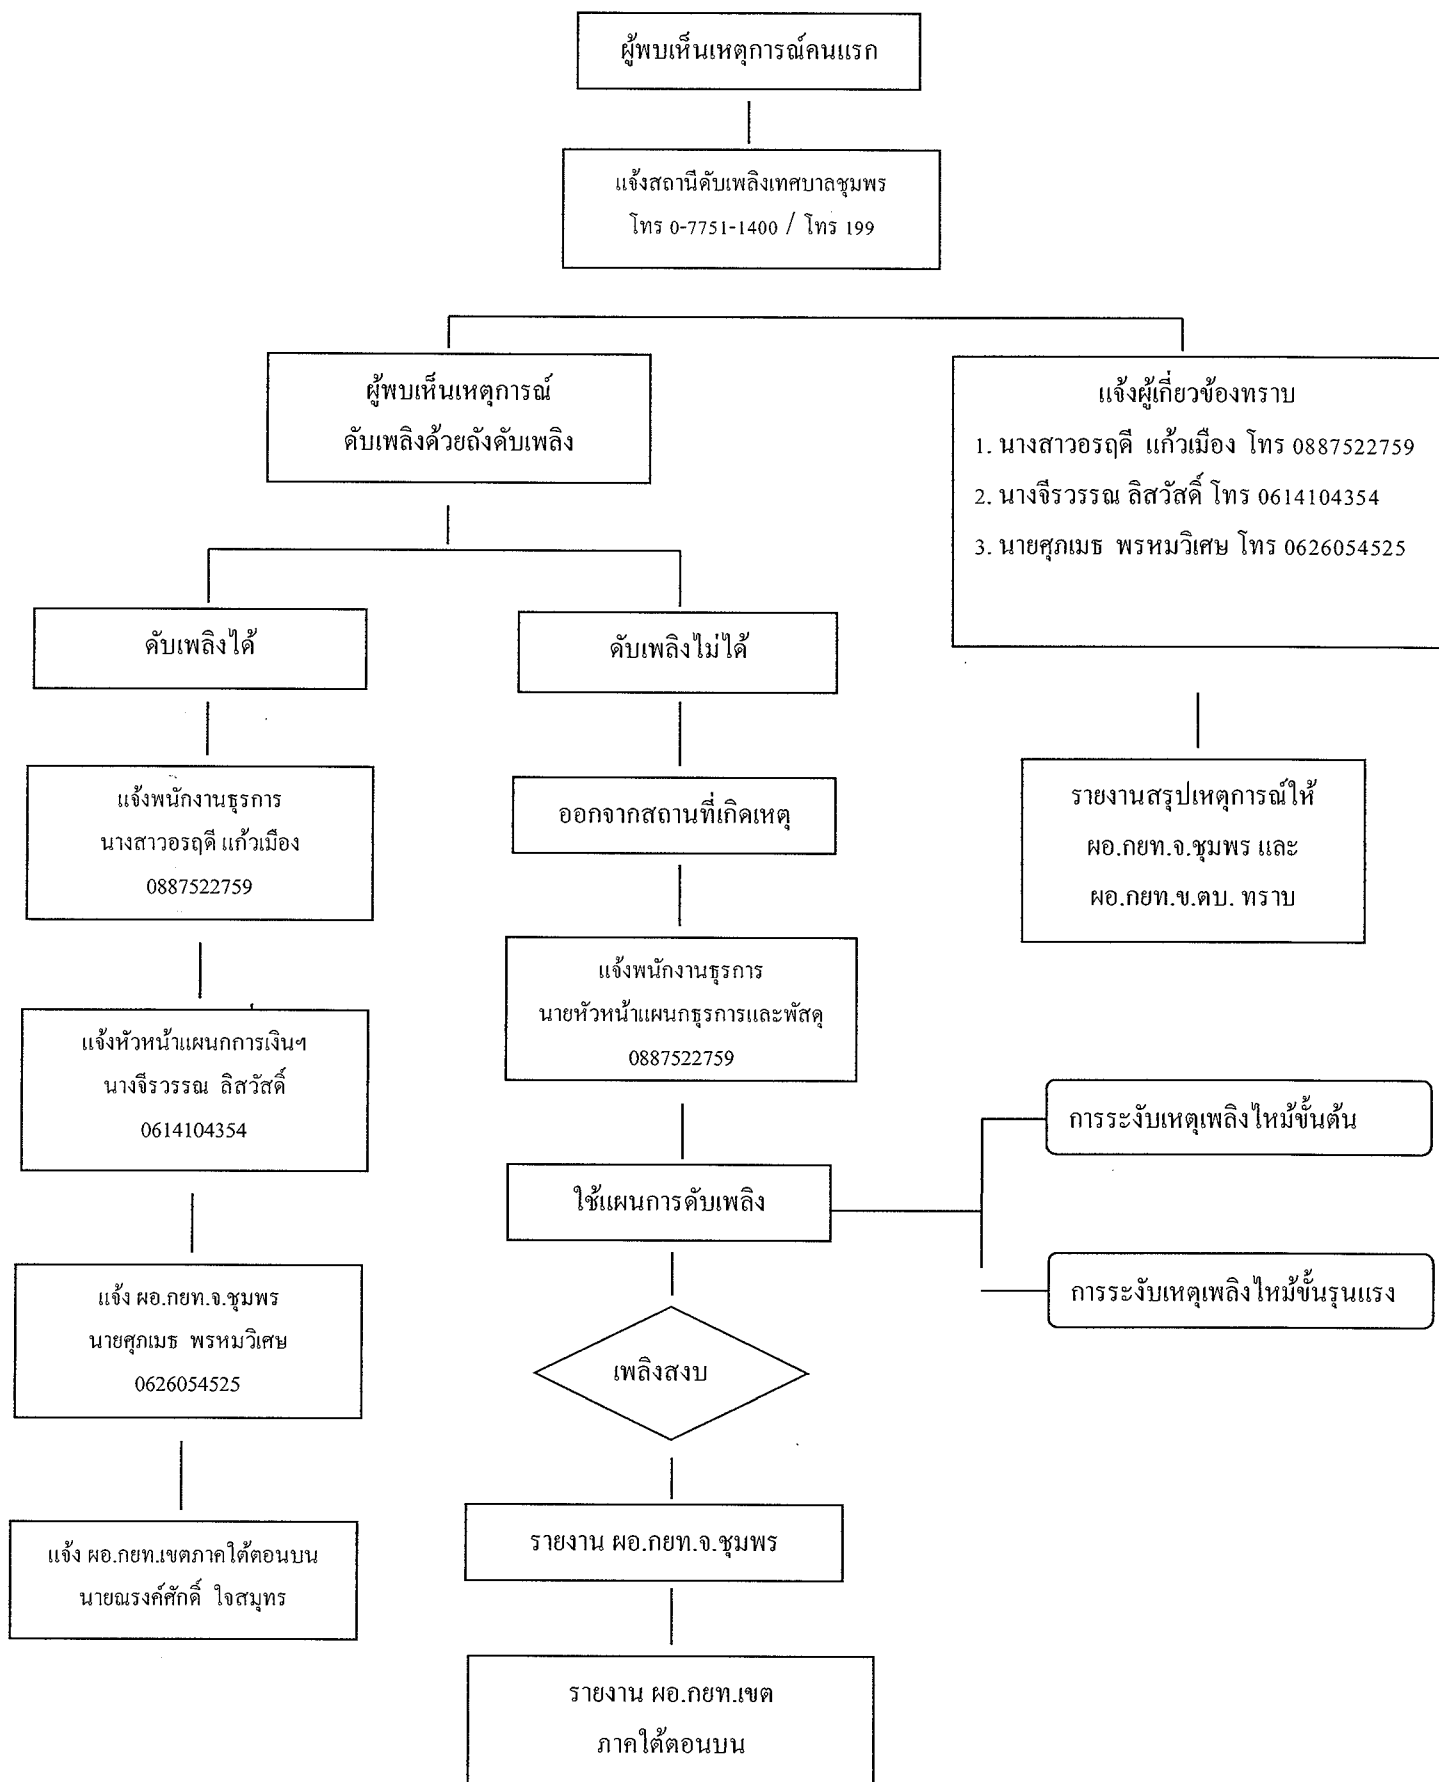 ผู้พบเห็นเหตุการณ์คนแรก
แจ้งสถานีดับเพลิงเทศบาลชุมพร
โทร 0-7751-1400 / โทร 199
ผู้พบเห็นเหตุการณ์
ดับเพลิงด้วยถังดับเพลิง
แจ้งผู้เกี่ยวข้องทราบ
1. นางสาวอรฤดี แก้วเมือง โทร 0887522759
2. นางจีรวรรณ ลิสวัสดิ์ โทร 0614104354
3. นายศุภเมธ พรหมวิเศษ โทร 0626054525
ดับเพลิงได้
ดับเพลิงไม่ได้
แจ้งพนักงานธุรการ
นางสาวอรฤดี แก้วเมือง
0887522759
ออกจากสถานที่เกิดเหตุ
รายงานสรุปเหตุการณ์ให้
ผอ.กยท.จ.ชุมพร และ
ผอ.กยท.ข.ตบ. ทราบ
แจ้งพนักงานธุรการ
นายหัวหน้าแผนกธุรการและพัสดุ
0887522759
แจ้งหัวหน้าแผนกการเงินฯ
นางจีรวรรณ ลิสวัสดิ์
0614104354
การระงับเหตุเพลิงไหม้ขั้นต้น
ใช้แผนการดับเพลิง
การระงับเหตุเพลิงไหม้ขั้นรุนแรง
แจ้ง ผอ.กยท.จ.ชุมพร
นายศุภเมธ พรหมวิเศษ
0626054525
เพลิงสงบ
รายงาน ผอ.กยท.จ.ชุมพร
แจ้ง ผอ.กยท.เขตภาคใต้ตอนบน
นายณรงค์ศักดิ์ ใจสมุทร
รายงาน ผอ.กยท.เขต
ภาคใต้ตอนบน